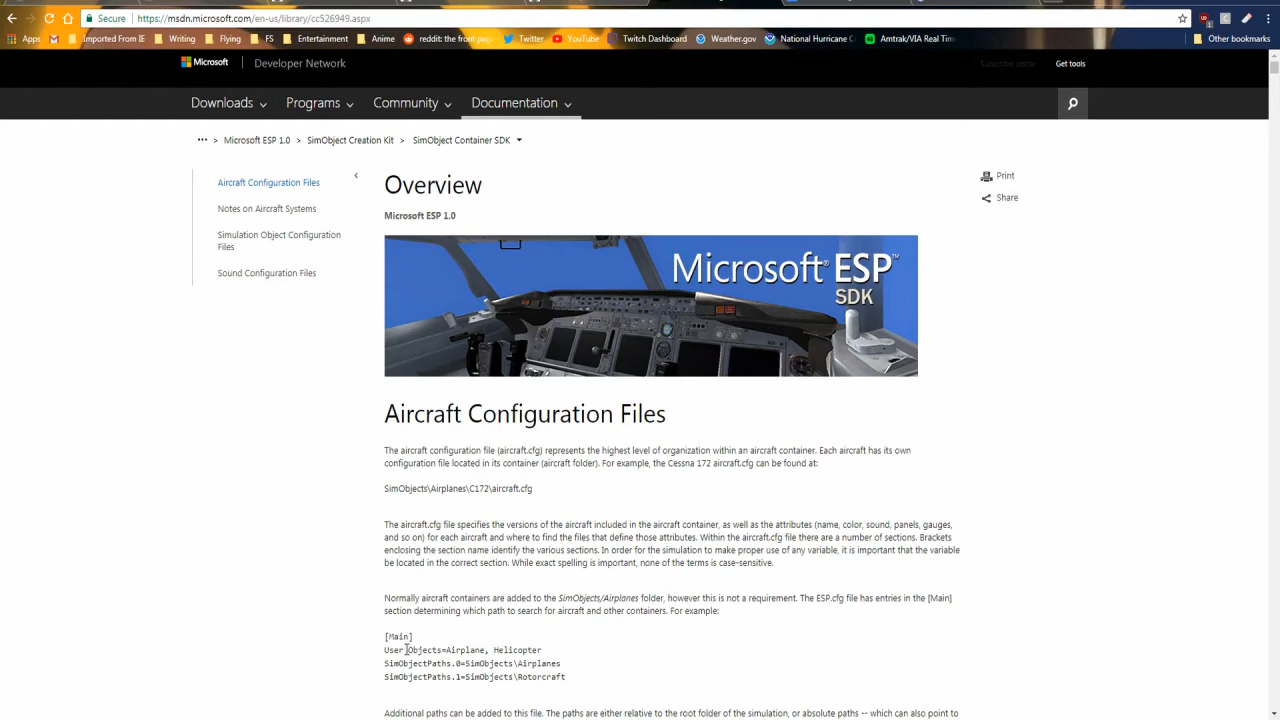 Secure https://msdn.microsoft.com/en-us/library/cc526949.aspx
Apps Imported From IE Writing Flying FS Entertainment Anime reddit: the front pag Twitter YouTube Twitch Dashboard Weather.gov National Hurricane C Amtrak/VIA Real Tim Other bookmarks
Microsoft Developer Network Subscriber portal Get tools
Downloads Programs Community Documentation
... > Microsoft ESP 1.0 > SimObject Creation Kit > SimObject Container SDK
Aircraft Configuration Files
Notes on Aircraft Systems
Simulation Object Configuration
Files
Sound Configuration Files
Overview
Print
Share
Microsoft ESP 1.0
Microsoft® ESP™
SDK
Aircraft Configuration Files
The aircraft configuration file (aircraft.cfg) represents the highest level of organization within an aircraft container. Each aircraft has its own
configuration file located in its container (aircraft folder). For example, the Cessna 172 aircraft.cfg can be found at:
SimObjects\Airplanes\C172\aircraft.cfg
The aircraft.cfg file specifies the versions of the aircraft included in the aircraft container, as well as the attributes (name, color, sound, panels, gauges,
and so on) for each aircraft and where to find the files that define those attributes. Within the aircraft.cfg file there are a number of sections. Brackets
enclosing the section name identify the various sections. In order for the simulation to make proper use of any variable, it is important that the variable
be located in the correct section. While exact spelling is important, none of the terms is case-sensitive.
Normally aircraft containers are added to the SimObjects/Airplanes folder, however this is not a requirement. The ESP.cfg file has entries in the [Main]
section determining which path to search for aircraft and other containers. For example:
[Main]
User Objects=Airplane, Helicopter
SimObjectPaths.0=SimObjects\Airplanes
SimObjectPaths.1=SimObjects\Rotorcraft
Additional paths can be added to this file. The paths are either relative to the root folder of the simulation, or absolute paths -- which can also point to